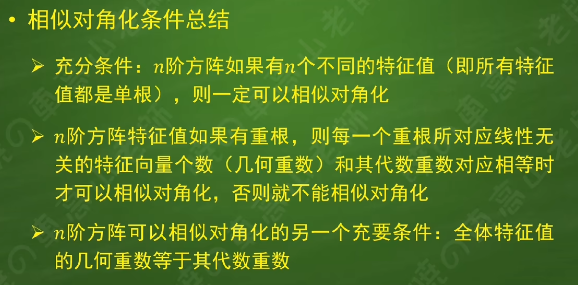 • 相似对角化条件总结
➢ 充分条件：n阶方阵如果有n个不同的特征值（即所有特征
值都是单根），则一定可以相似对角化
➢ n阶方阵特征值如果有重根，则每一个重根所对应线性无
关的特征向量个数（几何重数）和其代数重数对应相等时
才可以相似对角化，否则就不能相似对角化
➢ n阶方阵可以相似对角化的另一个充要条件：全体特征值
的几何重数等于其代数重数